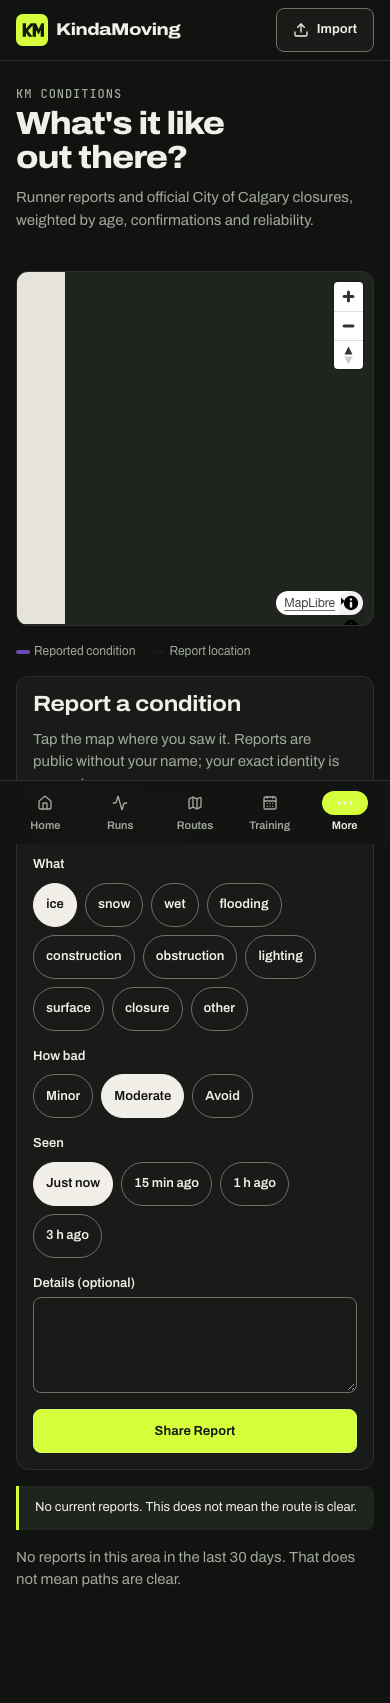 KM KindaMoving
Import
KM CONDITIONS
What's it like
out there?
Runner reports and official City of Calgary closures,
weighted by age, confirmations and reliability.
MapLibre
Reported condition
Report location
Report a condition
Tap the map where you saw it. Reports are
public without your name; your exact identity is
Home
Runs
Routes
Training
More
What
ice
snow
wet
flooding
construction
obstruction
lighting
surface
closure
other
How bad
Minor
Moderate
Avoid
Seen
Just now
15 min ago
1 h ago
3 h ago
Details (optional)
Share Report
No current reports. This does not mean the route is clear.
No reports in this area in the last 30 days. That does
not mean paths are clear.